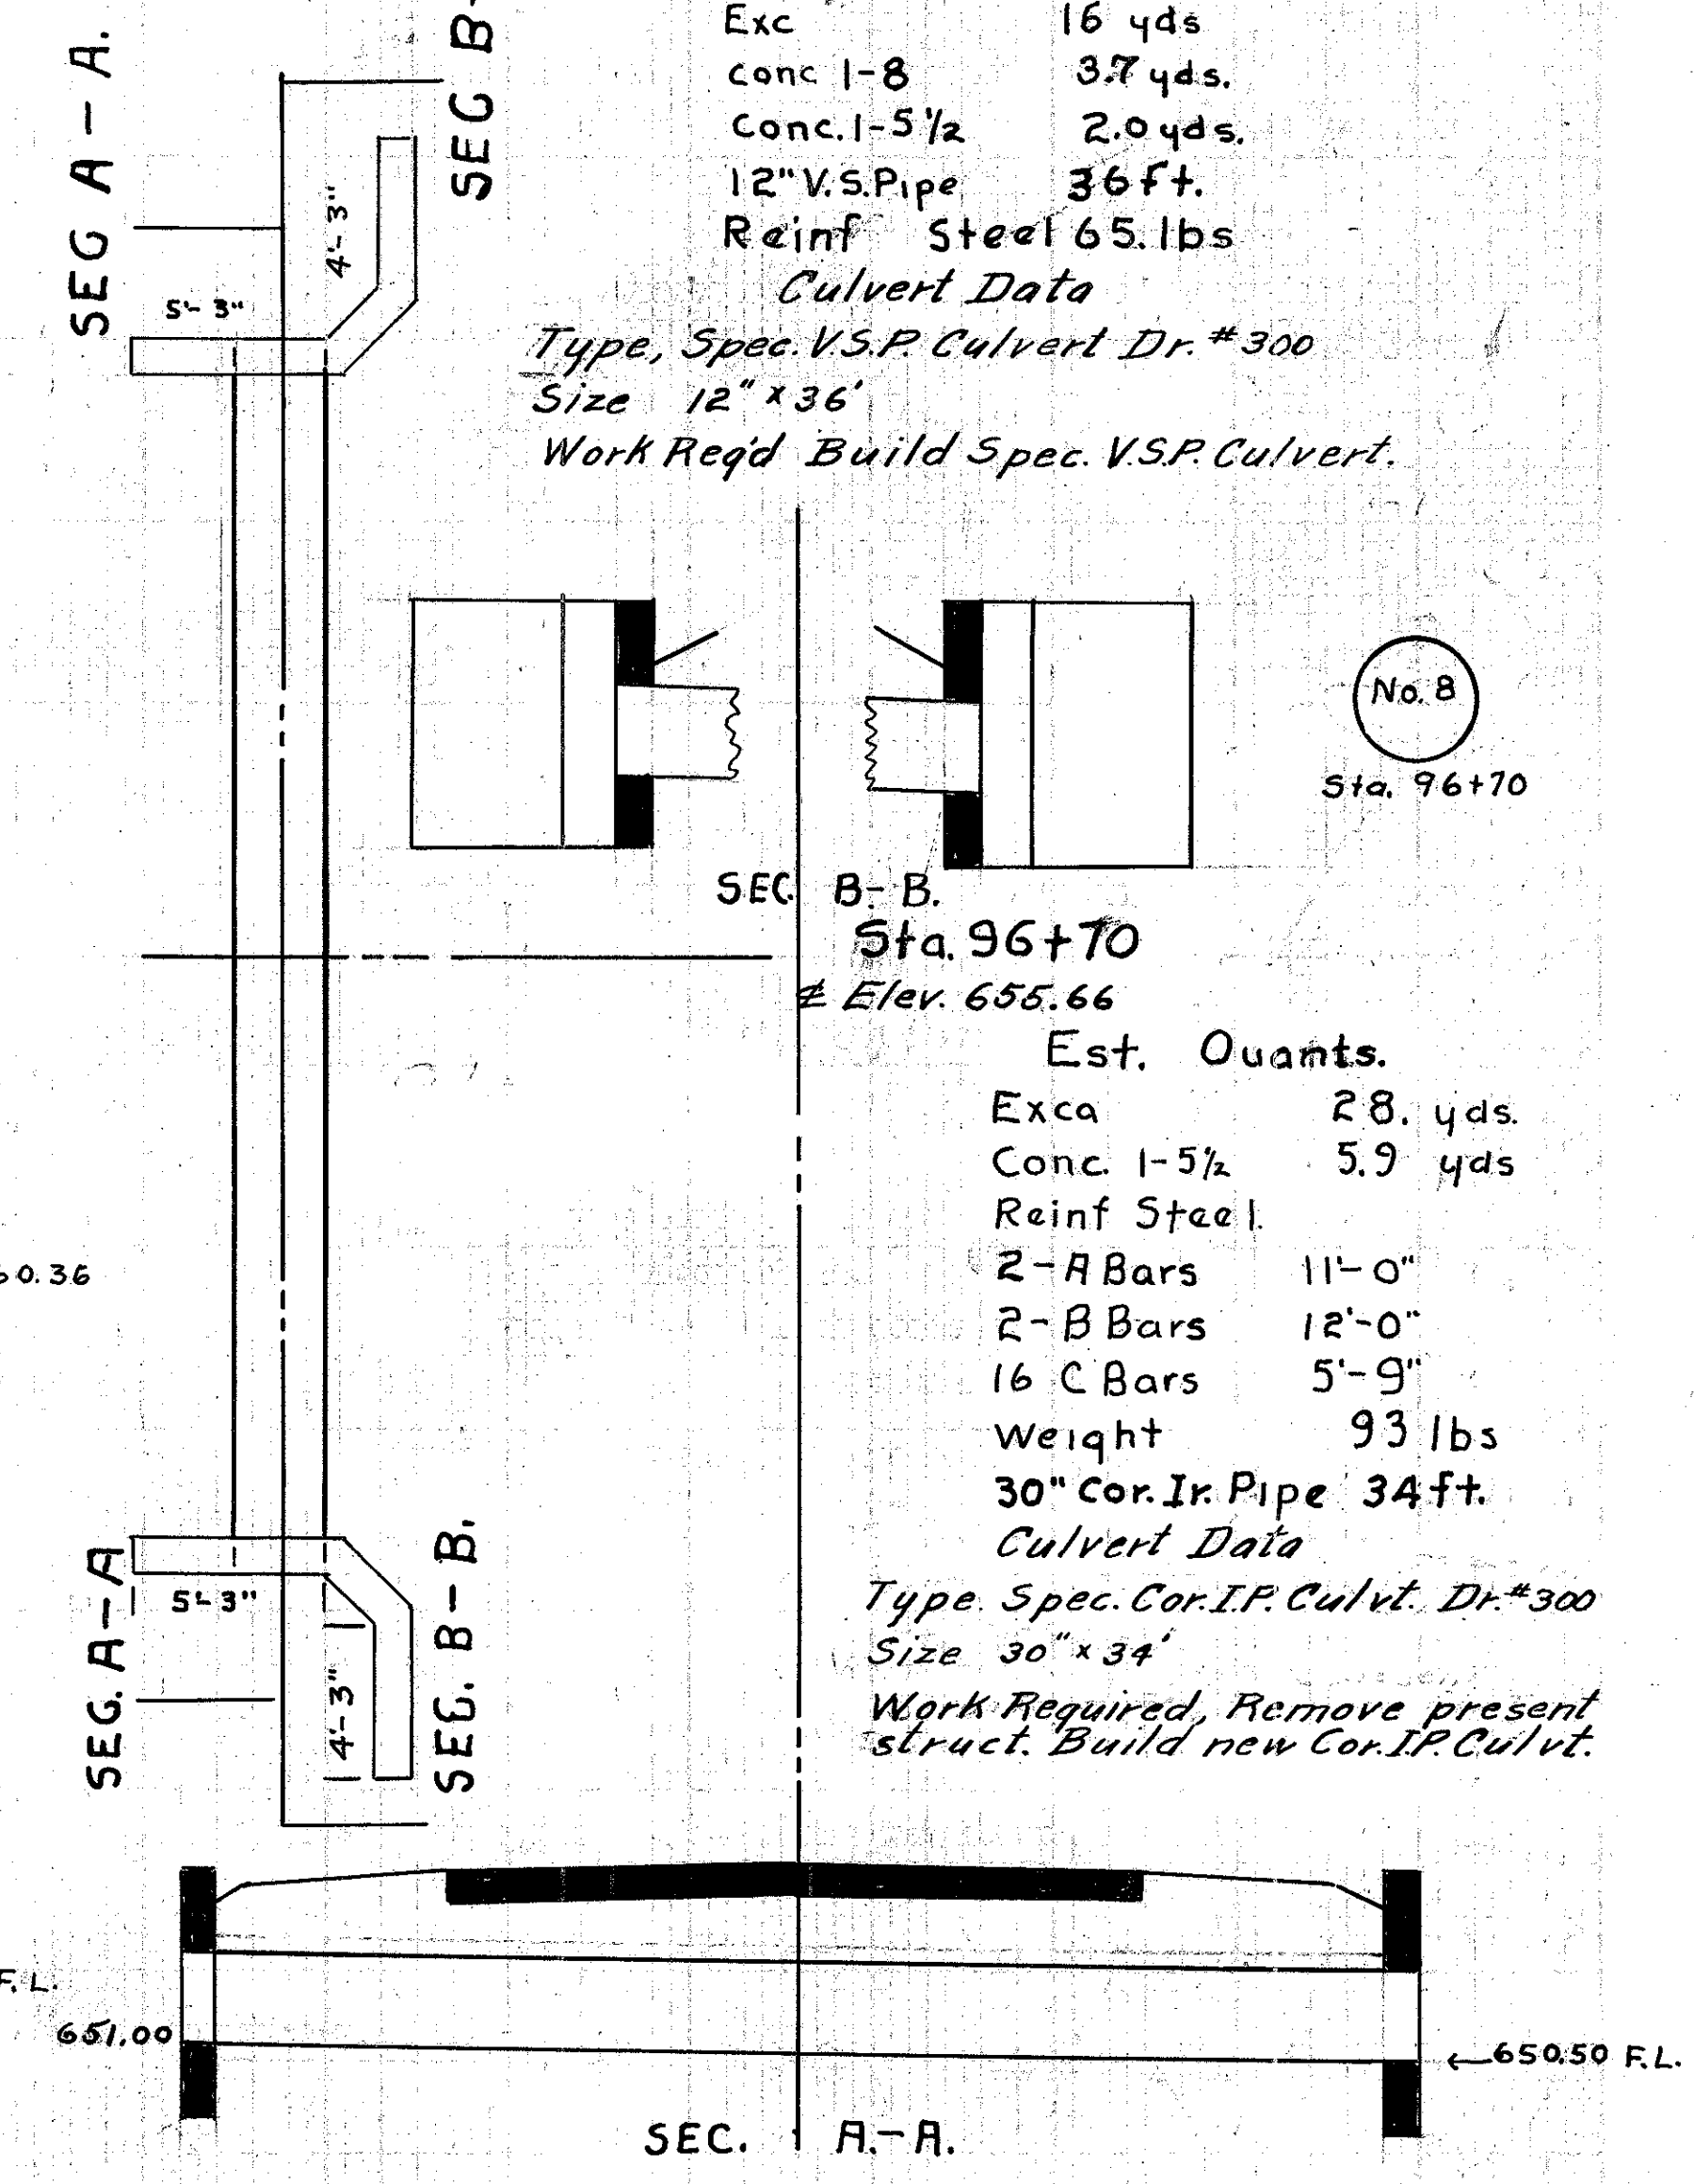 Exc 16 yds
conc 1-8 3.7 yds.
Conc. 1-5½ 2.0 yds.
12" V.S. Pipe 36 ft.
Reinf Steel 65. lbs
Culvert Data
Type, Spec. V.S.P. Culvert Dr. #300
Size 12" x 36'
Work Req'd Build Spec. V.S.P. Culvert.
SEC A-A.
SEC B-
4'-3"
5'-3"
No. 8
Sta. 96+70
SEC. B-B.
Sta. 96+70
₵ Elev. 655.66
Est. Quants.
Exca 28. yds.
Conc. 1-5½ 5.9 yds
Reinf Steel.
2-A Bars 11'-0"
2-B Bars 12'-0"
16 C Bars 5'-9"
Weight 93 lbs
30" Cor. Ir. Pipe 34 ft.
Culvert Data
Type. Spec. Cor. I.P. Culvt. Dr. #300
Size 30" x 34'
Work Required, Remove present
struct. Build new Cor. I.P. Culvt.
0.36
SEC. A-A
5'-3"
4'-3"
SEC. B-B.
F.L.
651.00
650.50 F.L.
SEC. A.-A.